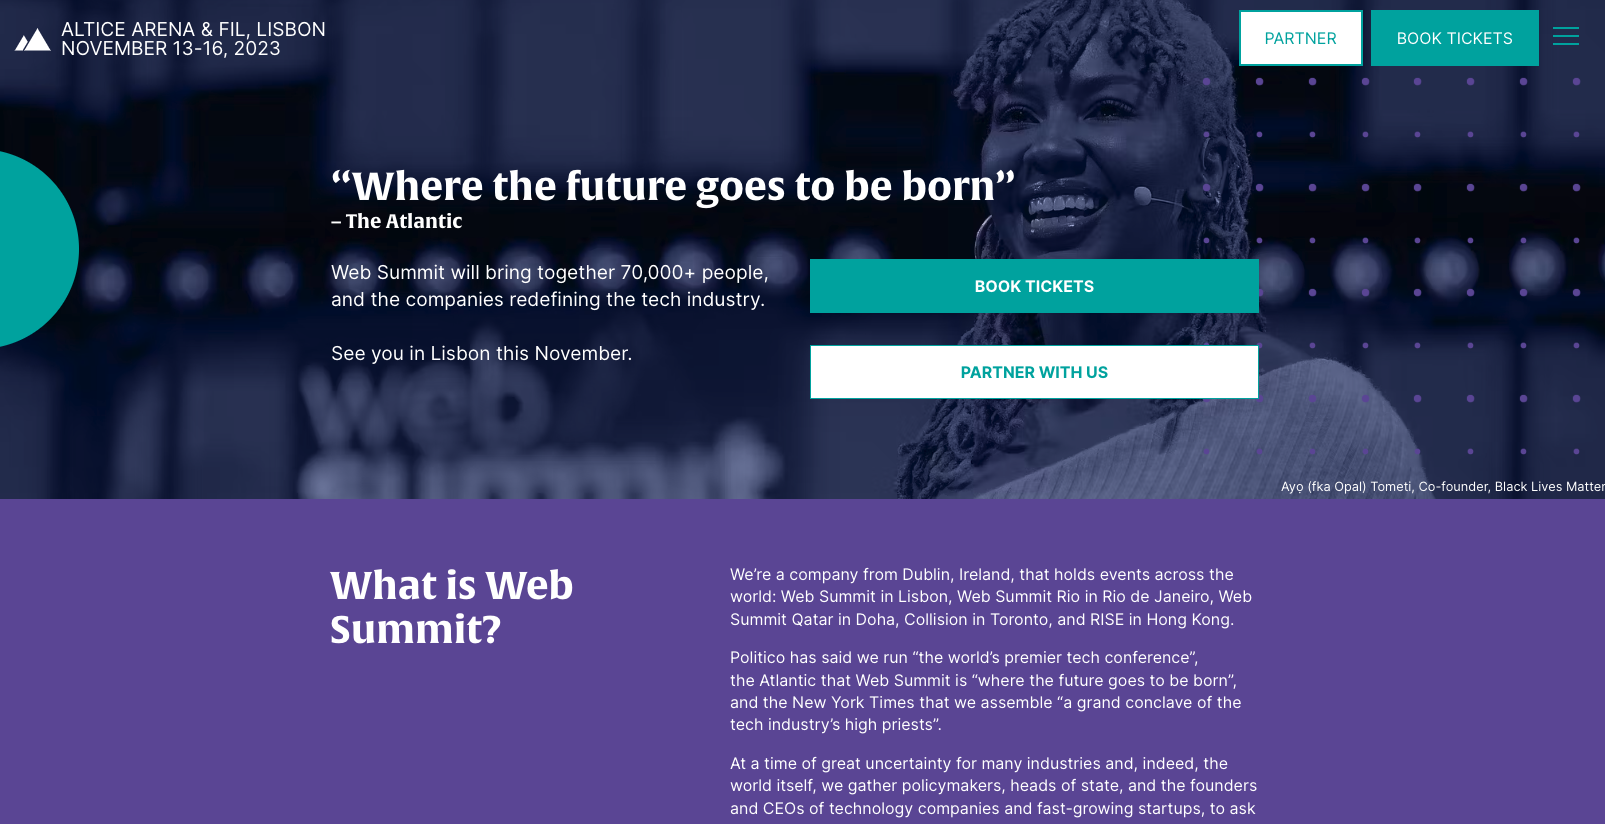 ALTICE ARENA & FIL, LISBON
NOVEMBER 13-16, 2023
PARTNER
BOOK TICKETS
“Where the future goes to be born”
– The Atlantic
Web Summit will bring together 70,000+ people,
and the companies redefining the tech industry.
See you in Lisbon this November.
BOOK TICKETS
PARTNER WITH US
web
summit
Ayọ (fka Opal) Tometi, Co-founder, Black Lives Matter
What is Web
Summit?
We’re a company from Dublin, Ireland, that holds events across the
world: Web Summit in Lisbon, Web Summit Rio in Rio de Janeiro, Web
Summit Qatar in Doha, Collision in Toronto, and RISE in Hong Kong.
Politico has said we run “the world’s premier tech conference”,
the Atlantic that Web Summit is “where the future goes to be born”,
and the New York Times that we assemble “a grand conclave of the
tech industry’s high priests”.
At a time of great uncertainty for many industries and, indeed, the
world itself, we gather policymakers, heads of state, and the founders
and CEOs of technology companies and fast-growing startups, to ask